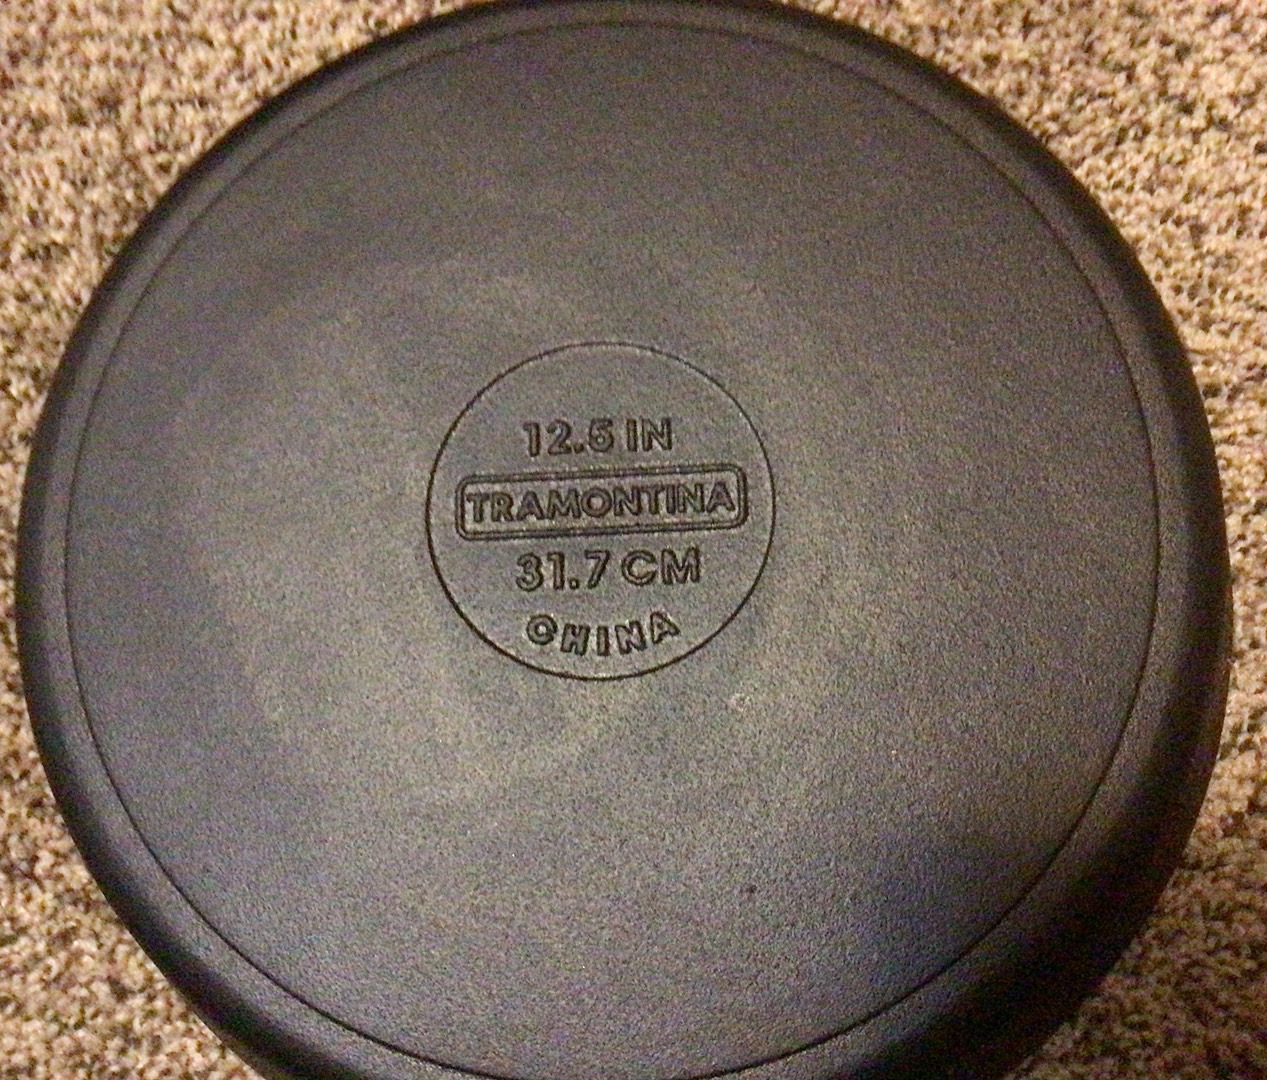 12.5 IN
TRAMONTINA
31.7 CM
CHINA